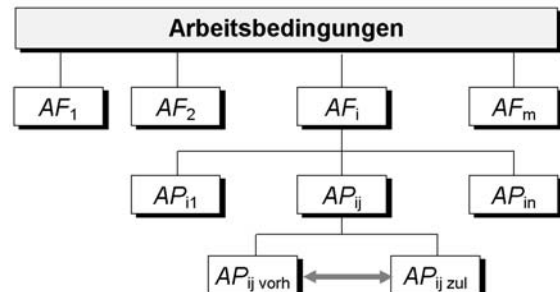 Arbeitsbedingungen
AF₁ AF₂ AFᵢ AFₘ
APᵢ₁ APᵢⱼ APᵢₙ
APᵢⱼ vorh APᵢⱼ zul